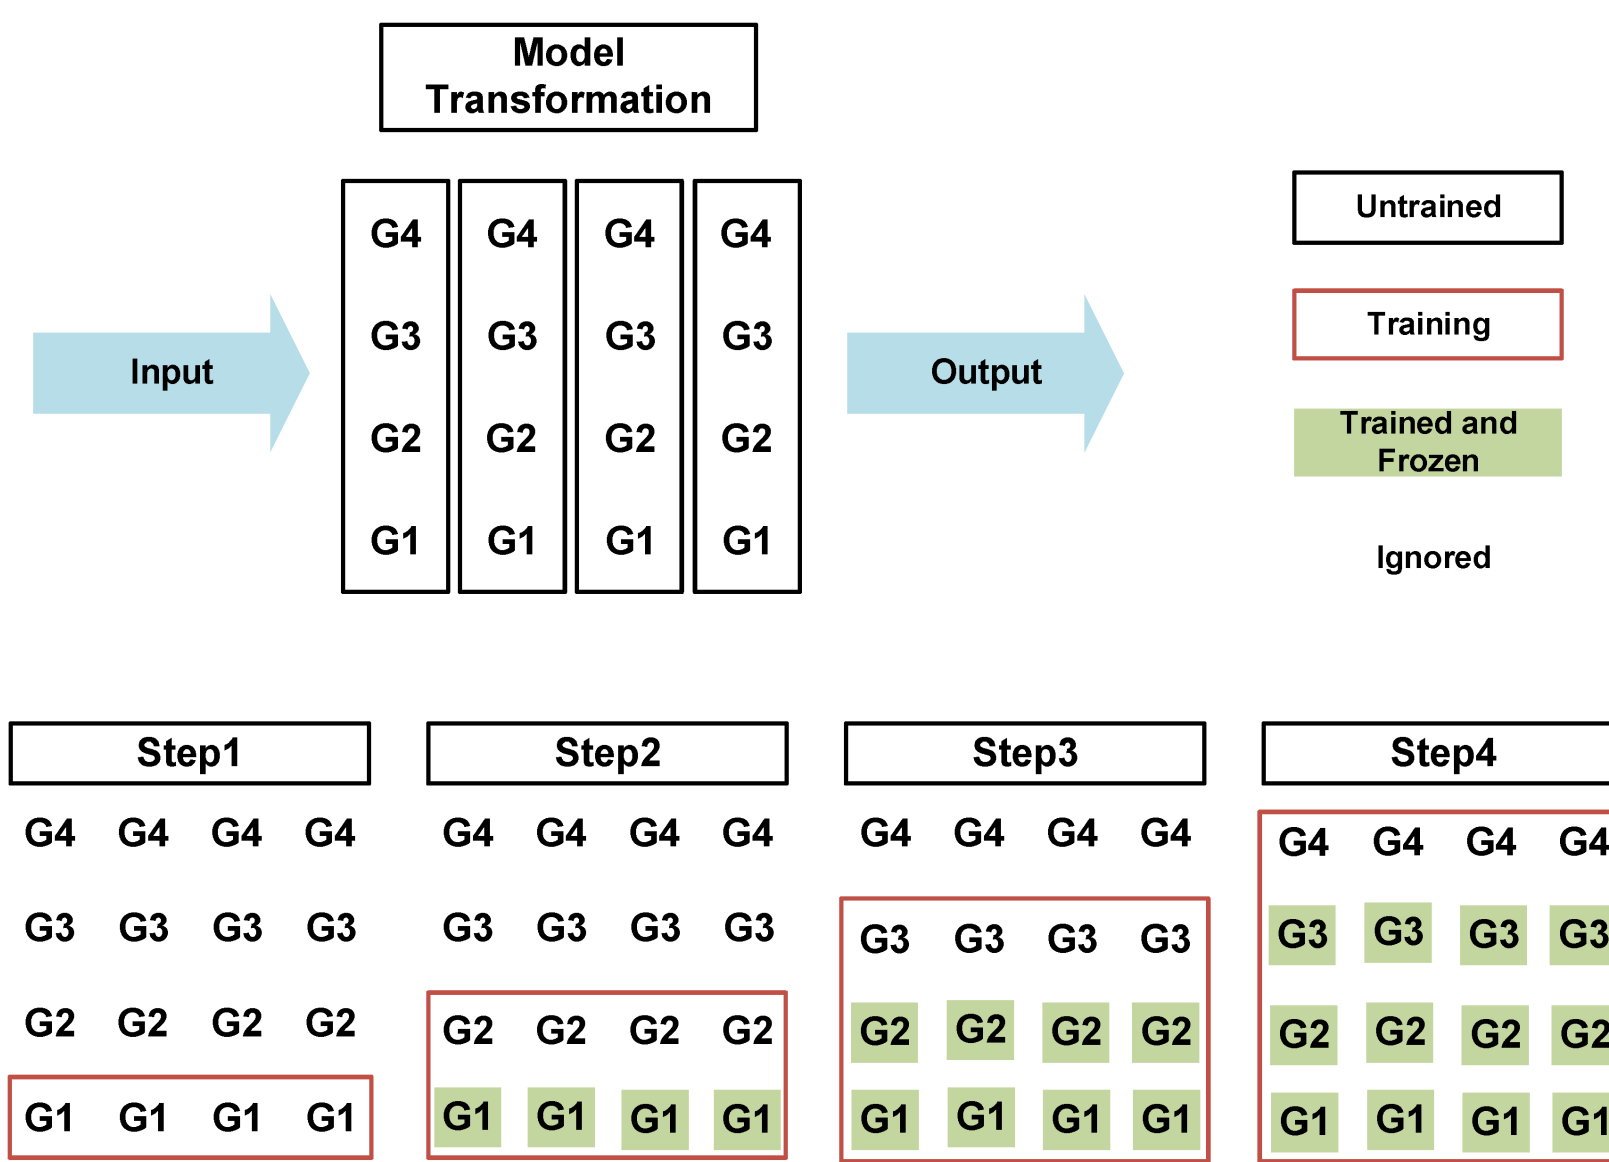 Model
Transformation
G4 G4 G4 G4
G3 G3 G3 G3
G2 G2 G2 G2
G1 G1 G1 G1
Input
Output
Untrained
Training
Trained and
Frozen
Ignored
Step1
G4 G4 G4 G4
G3 G3 G3 G3
G2 G2 G2 G2
G1 G1 G1 G1
Step2
G4 G4 G4 G4
G3 G3 G3 G3
G2 G2 G2 G2
G1 G1 G1 G1
Step3
G4 G4 G4 G4
G3 G3 G3 G3
G2 G2 G2 G2
G1 G1 G1 G1
Step4
G4 G4 G4 G4
G3 G3 G3 G3
G2 G2 G2 G2
G1 G1 G1 G1